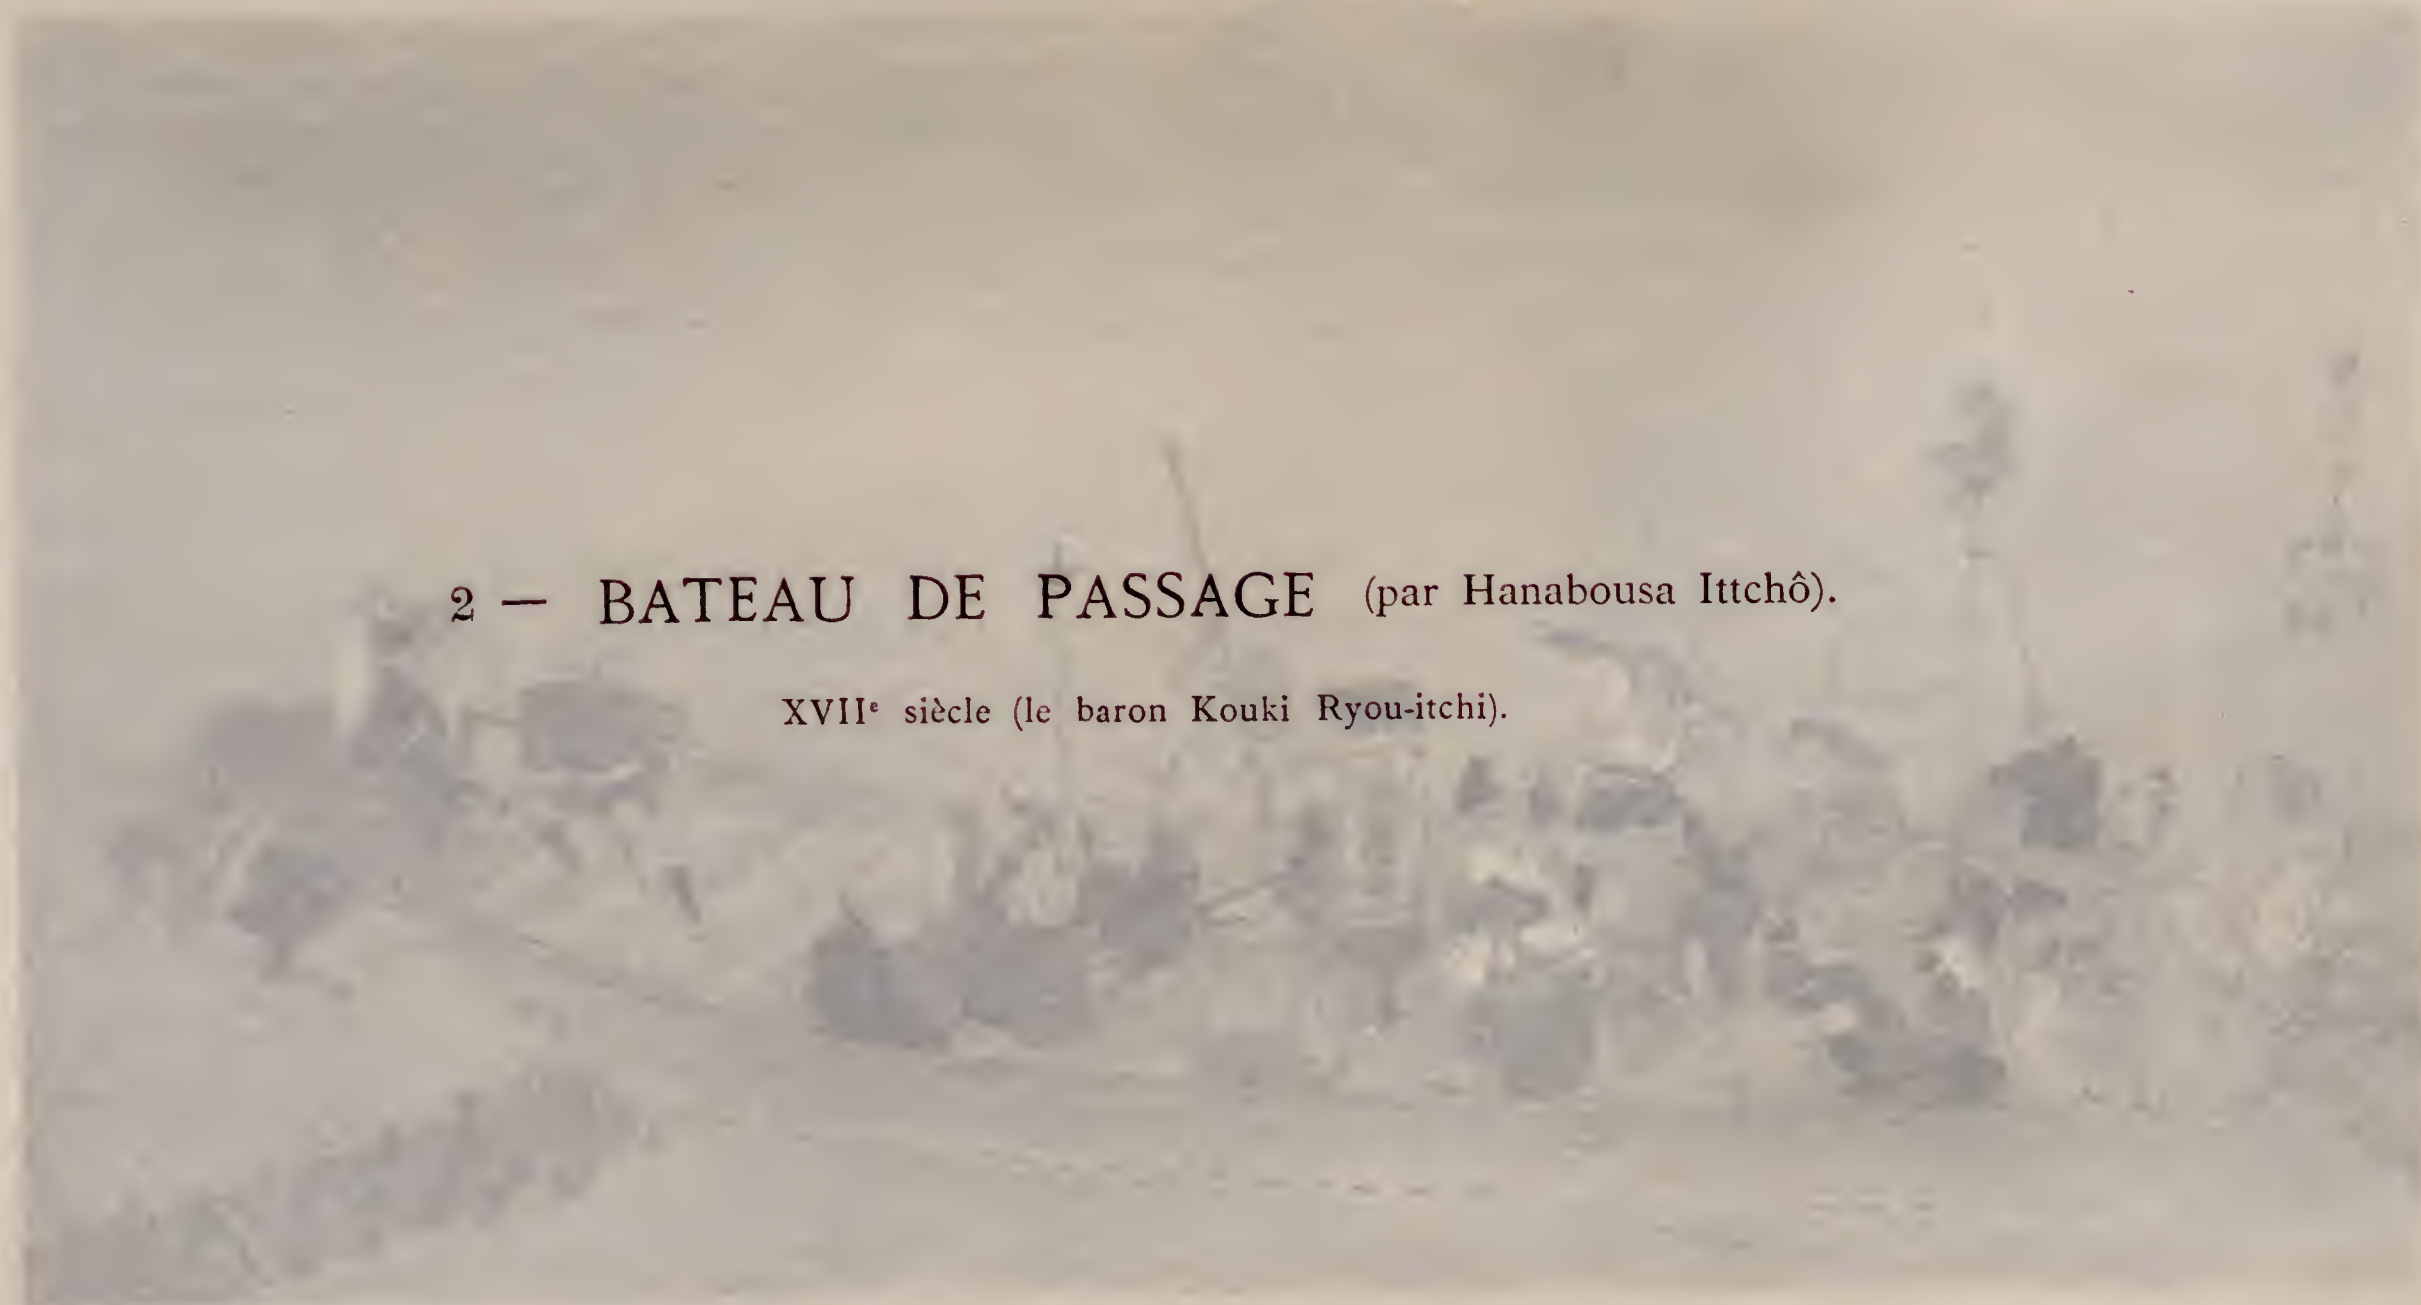 2 — BATEAU DE PASSAGE (par Hanabousa Ittchô).
XVIIᵉ siècle (le baron Kouki Ryou-itchi).